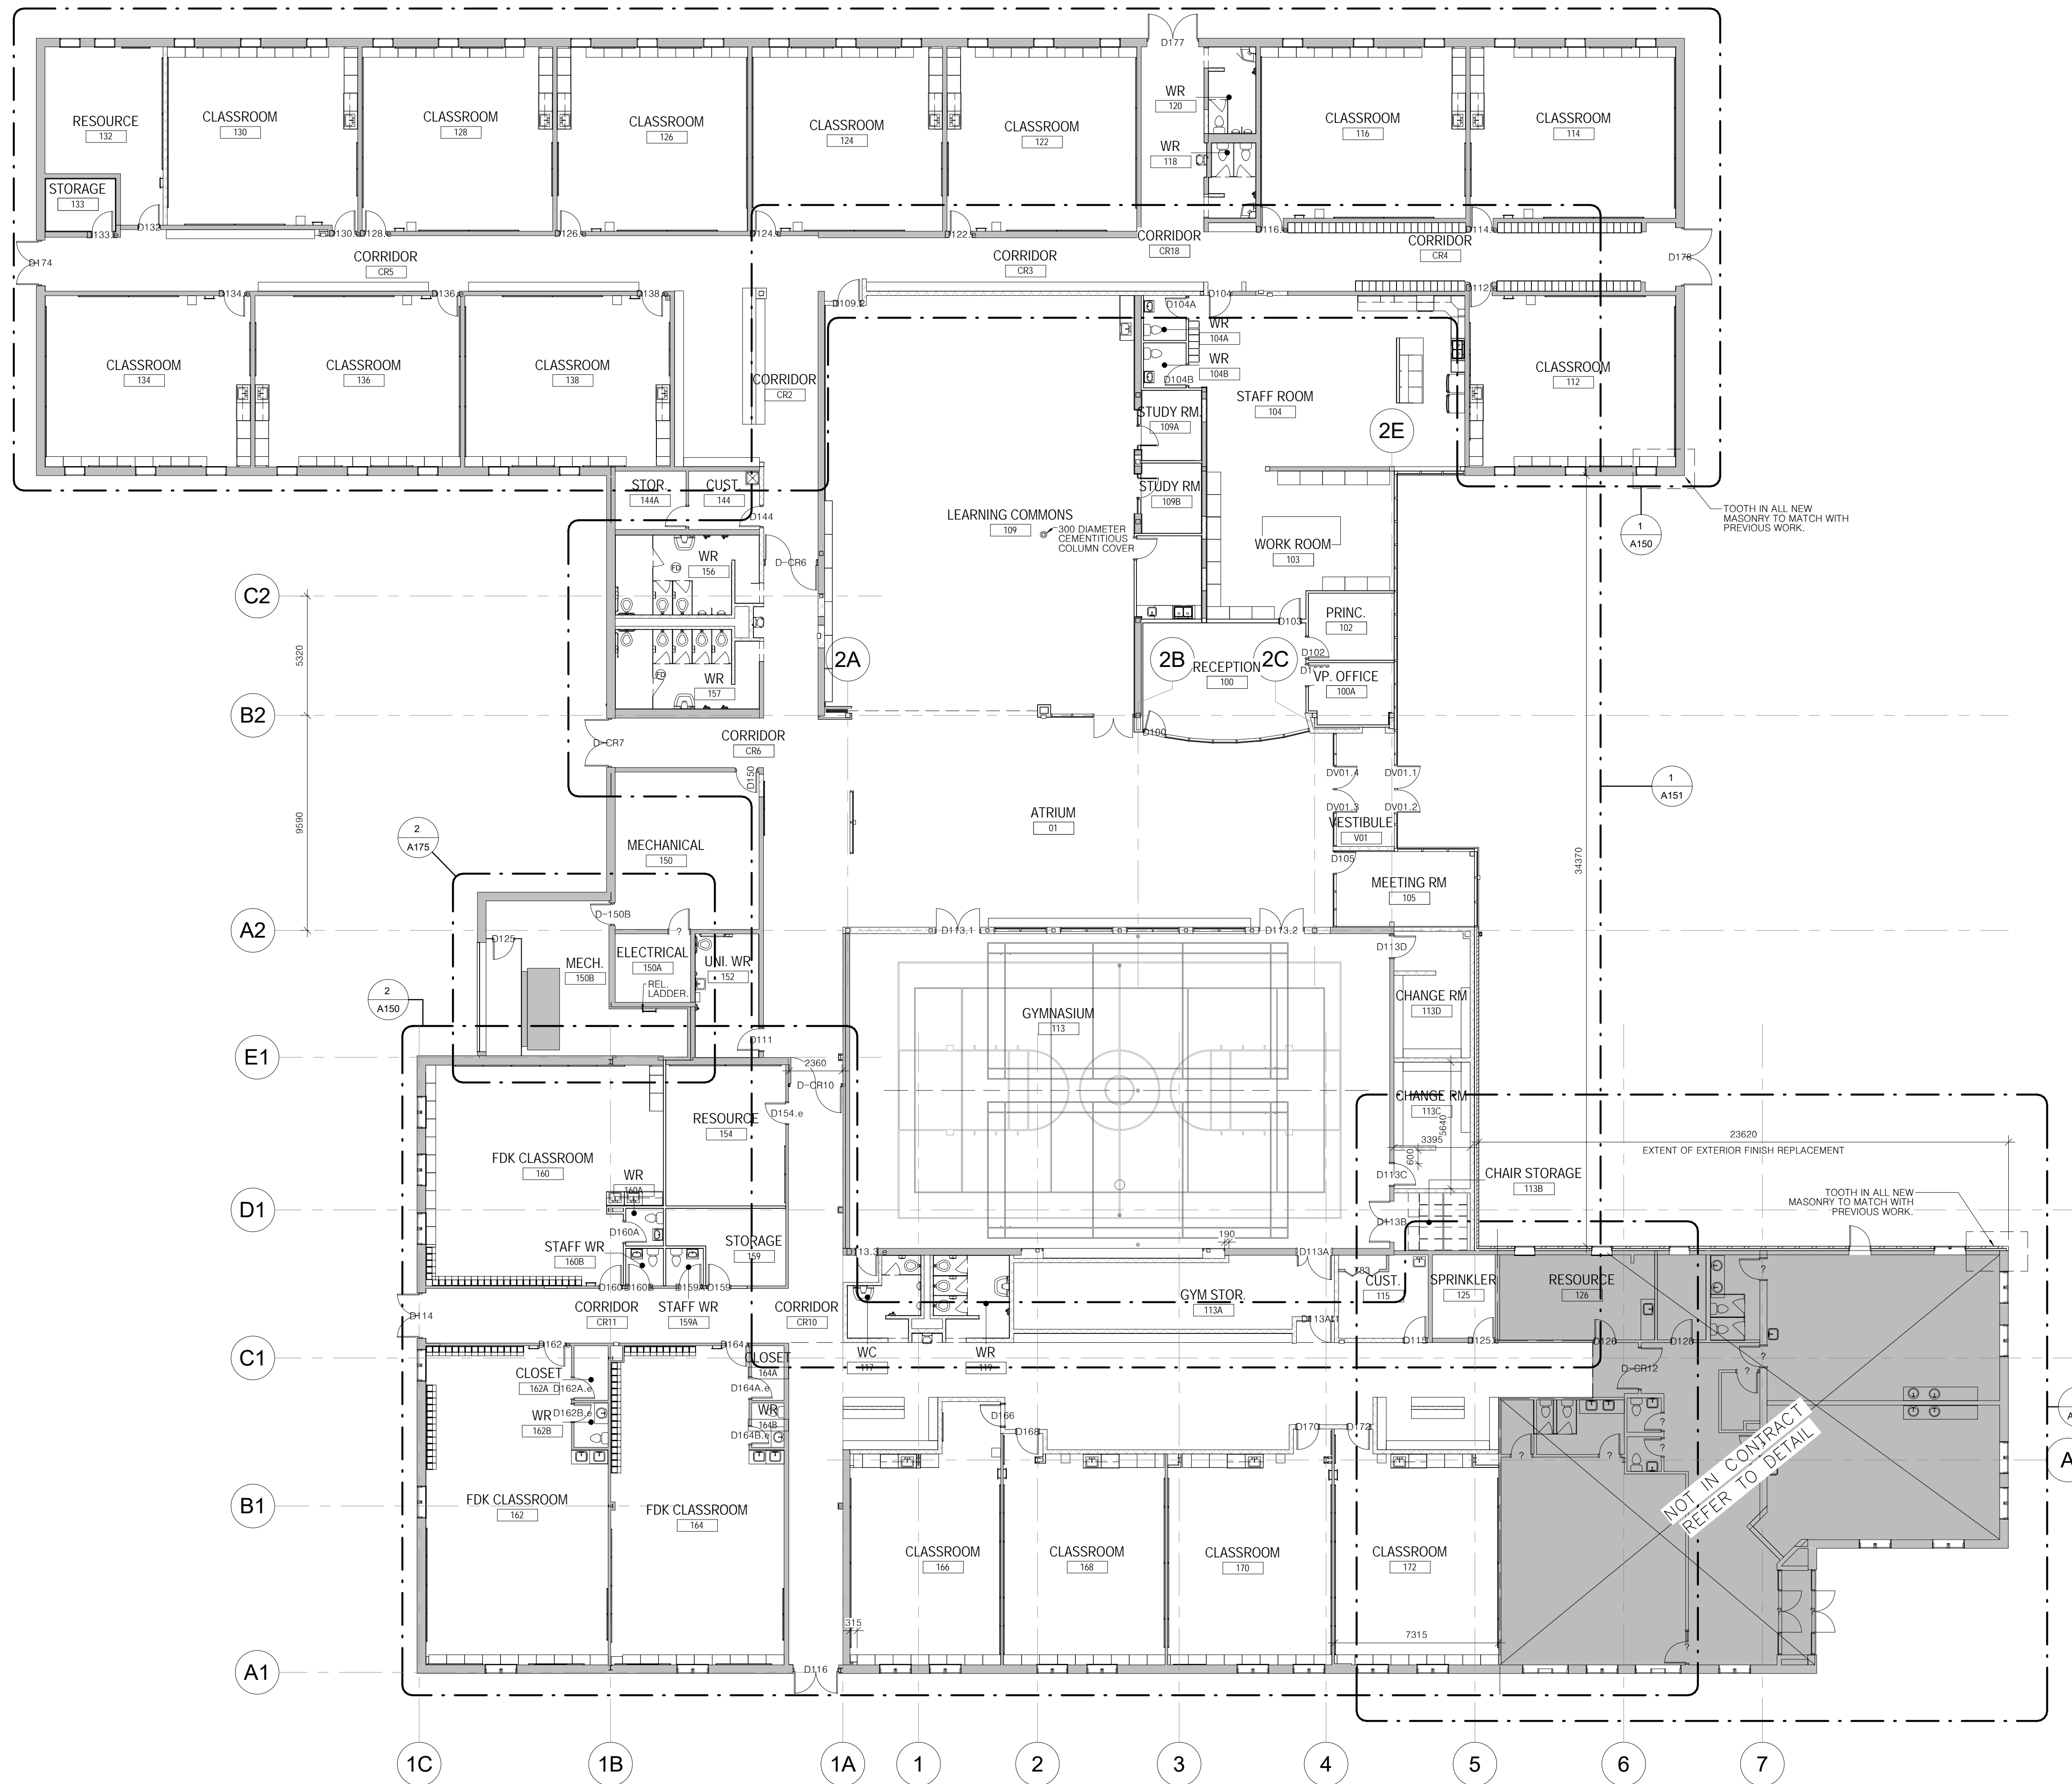 D177
RESOURCE
132
CLASSROOM
130
CLASSROOM
128
CLASSROOM
126
CLASSROOM
124
CLASSROOM
122
WR
120
WR
118
CLASSROOM
116
CLASSROOM
114
STORAGE
133
D133.e
D132
D130.e
D128.e
D126.e
D124.e
D122.e
D116.e
D114.e
D174
CORRIDOR
CR5
CORRIDOR
CR3
CORRIDOR
CR18
CORRIDOR
CR4
D178
D134.e
D136.e
D138.e
D109.2
D104
D112.e
D104A
WR
104A
WR
104B
D104B
CLASSROOM
134
CLASSROOM
136
CLASSROOM
138
CORRIDOR
CR2
STAFF ROOM
104
CLASSROOM
112
STUDY RM.
109A
2E
STOR.
144A
CUST.
144
D144
STUDY RM
109B
LEARNING COMMONS
109
300 DIAMETER
CEMENTITIOUS
COLUMN COVER
TOOTH IN ALL NEW
MASONRY TO MATCH WITH
PREVIOUS WORK.
1
A150
WORK ROOM
103
WR
156
FD
D-CR6
C2
5320
PRINC.
102
D103
D102
2A
2B
RECEPTION
100
2C
VP. OFFICE
100A
FD
WR
157
B2
D-CR7
CORRIDOR
CR6
D100
D150
DV01.4
DV01.1
DV01.3
DV01.2
1
A151
VESTIBULE
V01
ATRIUM
01
9590
2
A175
MECHANICAL
150
D105
MEETING RM
105
34370
A2
D-150B
?
D113.1
D113.2
D113D
D125
MECH.
150B
ELECTRICAL
150A
UNI. WR
152
REL.
LADDER.
2
A150
GYMNASIUM
113
CHANGE RM
113D
D111
E1
2360
D-CR10
D154.e
RESOURCE
154
CHANGE RM
113C
5640
3395
600
23620
EXTENT OF EXTERIOR FINISH REPLACEMENT
FDK CLASSROOM
160
WR
160A
D113C
CHAIR STORAGE
113B
TOOTH IN ALL NEW
MASONRY TO MATCH WITH
PREVIOUS WORK.
D1
D160A
D113B
STAFF WR
160B
STORAGE
159
190
D113.3.e
D113A
D160
D160B
D159A
D159
783
CUST.
115
SPRINKLER
125
RESOURCE
126
?
D114
CORRIDOR
CR11
STAFF WR
159A
CORRIDOR
CR10
GYM STOR.
113A
D113A.1
D115
D125.
D126
D128
C1
D162
D164
CLOSET
162A
D162A.e
CLOSET
164A
D164A.e
WC
117
WR
119
D-CR12
?
?
D162B.e
WR
162B
WR
164B
D164B.e
D166
D168
D170
D172
?
?
?
?
NOT IN CONTRACT
REFER TO DETAIL
A
B1
FDK CLASSROOM
162
FDK CLASSROOM
164
CLASSROOM
166
CLASSROOM
168
CLASSROOM
170
CLASSROOM
172
315
7315
?
?
?
A1
D116
1C
1B
1A
1
2
3
4
5
6
7